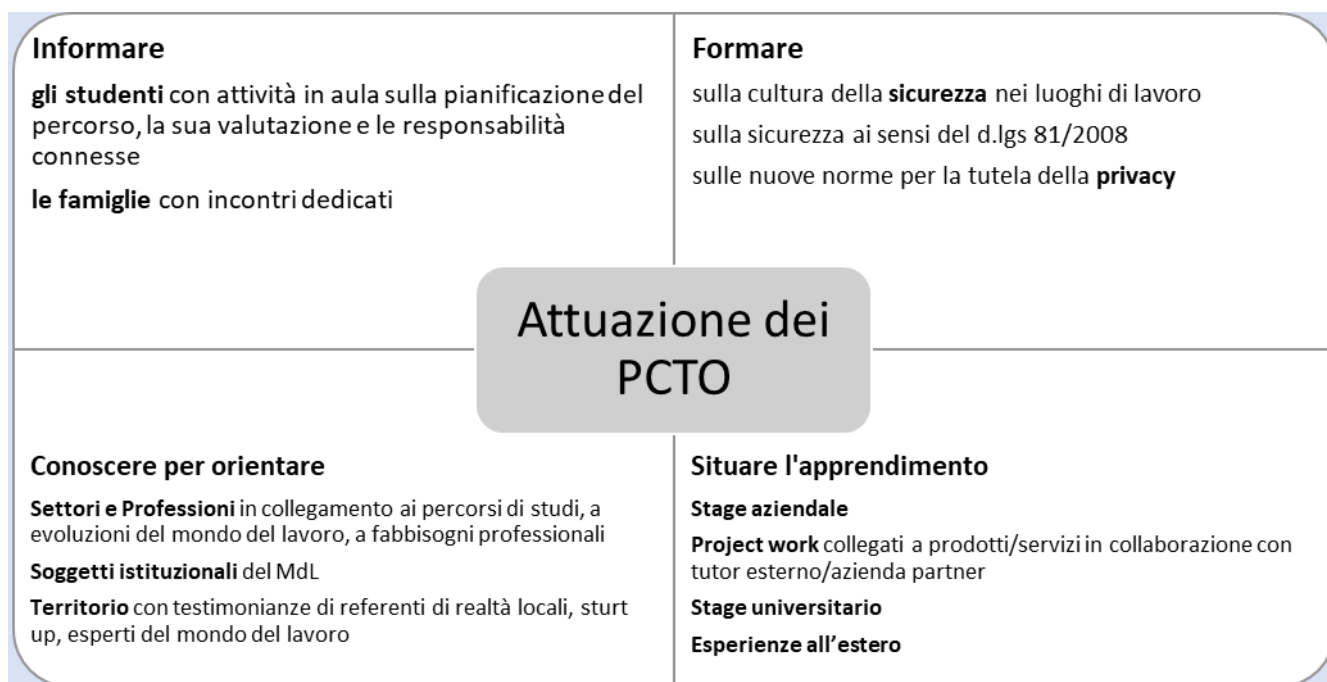 Informare
gli studenti con attività in aula sulla pianificazione del
percorso, la sua valutazione e le responsabilità
connesse
le famiglie con incontri dedicati
Formare
sulla cultura della sicurezza nei luoghi di lavoro
sulla sicurezza ai sensi del d.lgs 81/2008
sulle nuove norme per la tutela della privacy
Attuazione dei
PCTO
Conoscere per orientare
Settori e Professioni in collegamento ai percorsi di studi, a
evoluzioni del mondo del lavoro, a fabbisogni professionali
Soggetti istituzionali del MdL
Territorio con testimonianze di referenti di realtà locali, sturt
up, esperti del mondo del lavoro
Situare l'apprendimento
Stage aziendale
Project work collegati a prodotti/servizi in collaborazione con
tutor esterno/azienda partner
Stage universitario
Esperienze all’estero